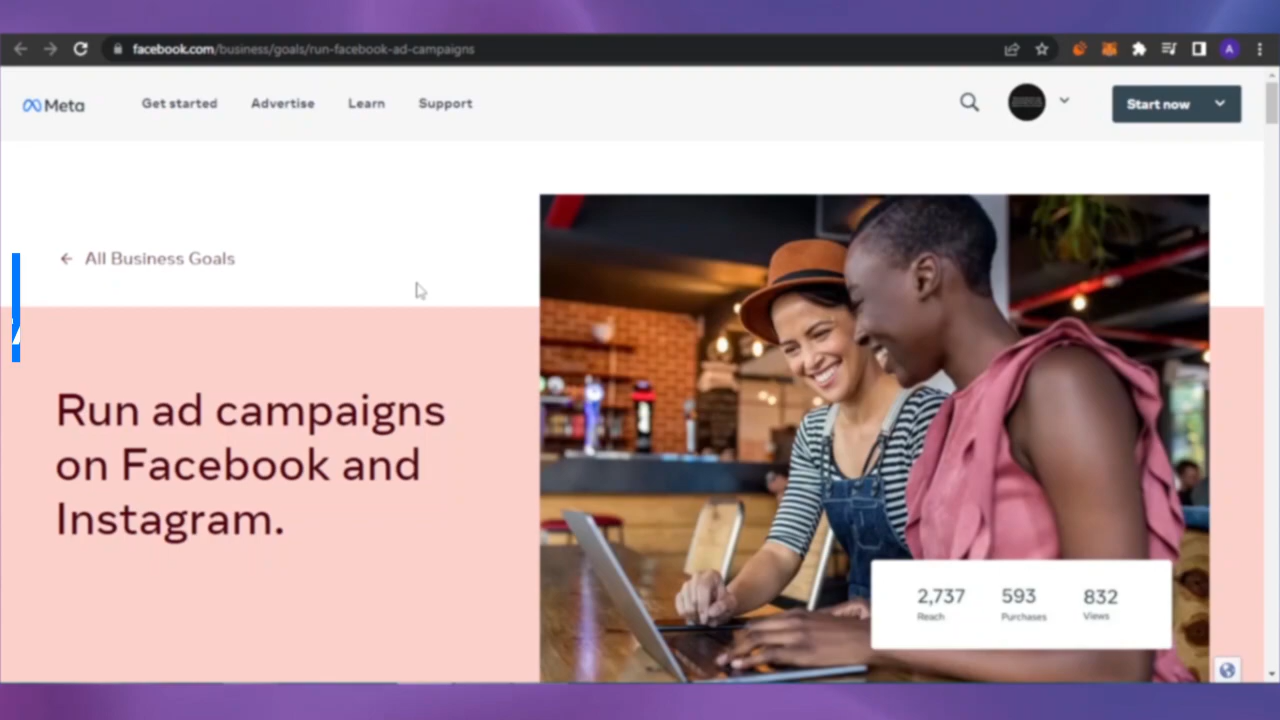 facebook.com/business/goals/run-facebook-ad-campaigns
A
Meta
Get started
Advertise
Learn
Support
Start now
All Business Goals
Run ad campaigns
on Facebook and
Instagram.
2,737
593
832
Reach
Purchases
Views